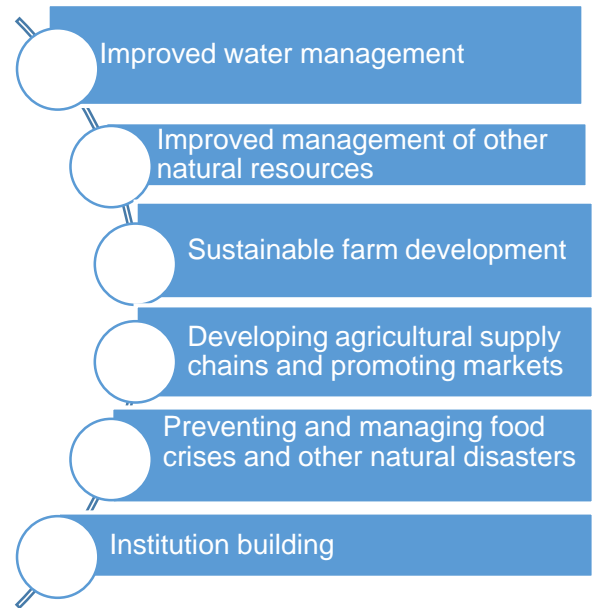 Improved water management
Improved management of other
natural resources
Sustainable farm development
Developing agricultural supply
chains and promoting markets
Preventing and managing food
crises and other natural disasters
Institution building